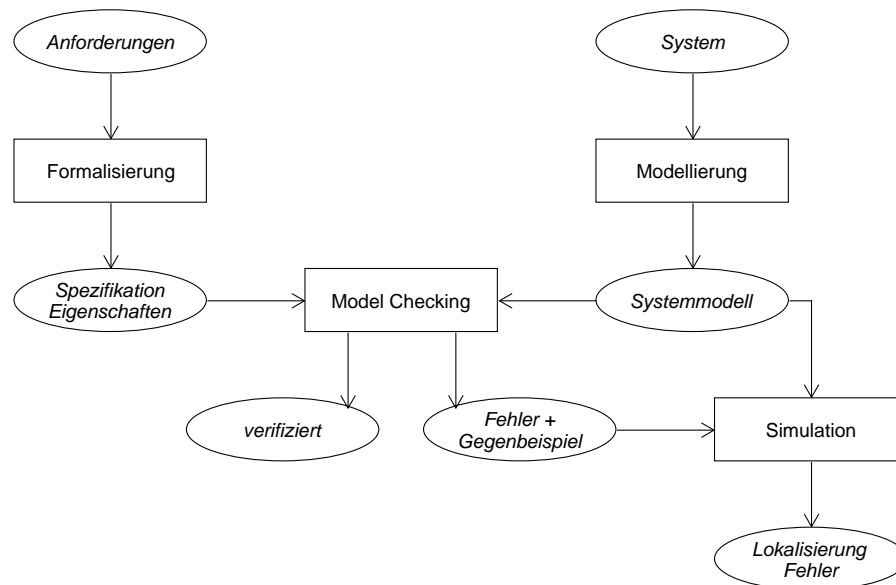 Anforderungen
System
Formalisierung
Modellierung
Spezifikation
Eigenschaften
Model Checking
Systemmodell
verifiziert
Fehler +
Gegenbeispiel
Simulation
Lokalisierung
Fehler